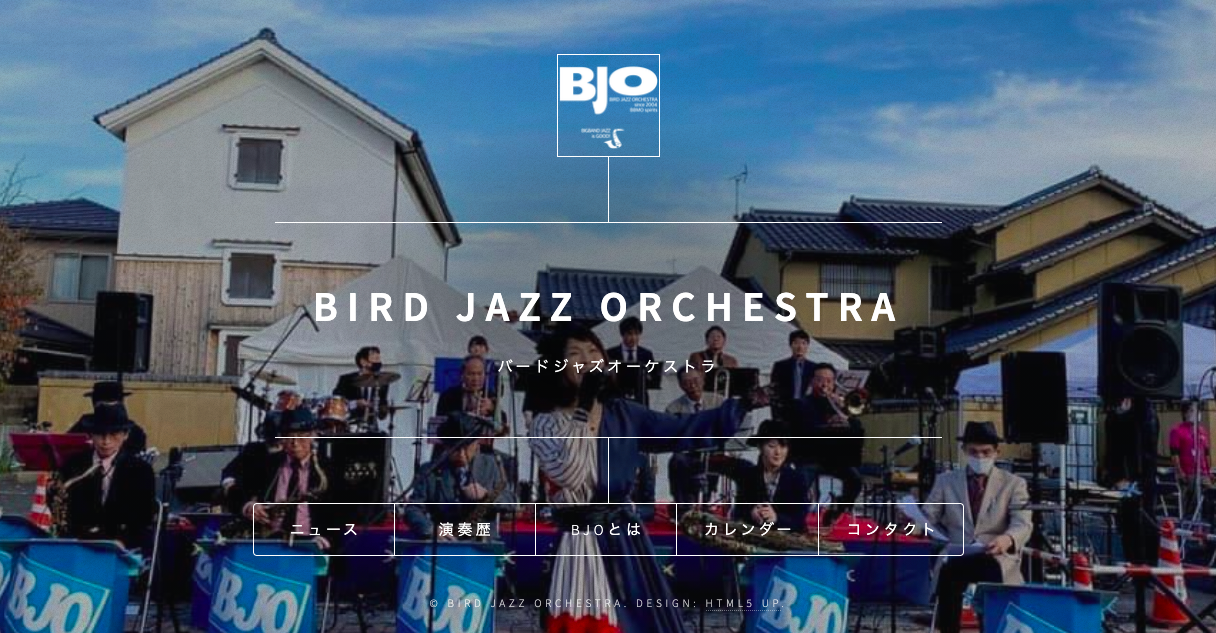 BJO
BIRD JAZZ ORCHESTRA
since 2004
BIGBAND JAZZ
is GOOD!
BIRD JAZZ ORCHESTRA
バードジャズオーケストラ
ニュース
演奏歴
BJOとは
カレンダー
コンタクト
BJO
BJO
BJO
BJO
© BIRD JAZZ ORCHESTRA. DESIGN: HTML5 UP.